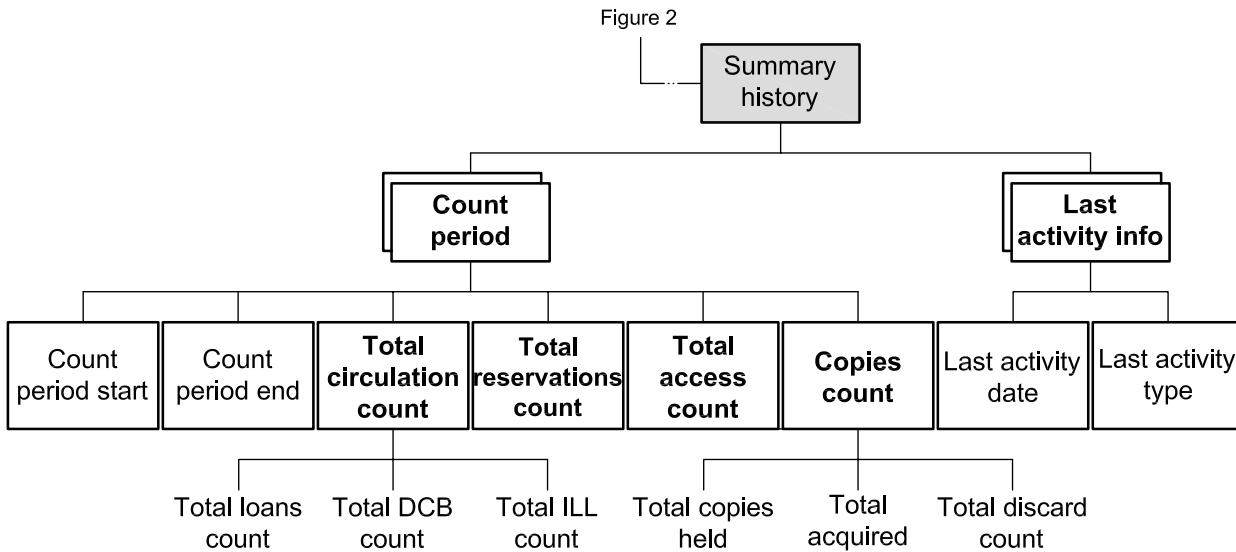 Figure 2
Summary
history
Count
period
Last
activity info
Count
period start
Count
period end
Total
circulation
count
Total
reservations
count
Total
access
count
Copies
count
Last activity
date
Last activity
type
Total loans
count
Total DCB
count
Total ILL
count
Total copies
held
Total
acquired
Total discard
count